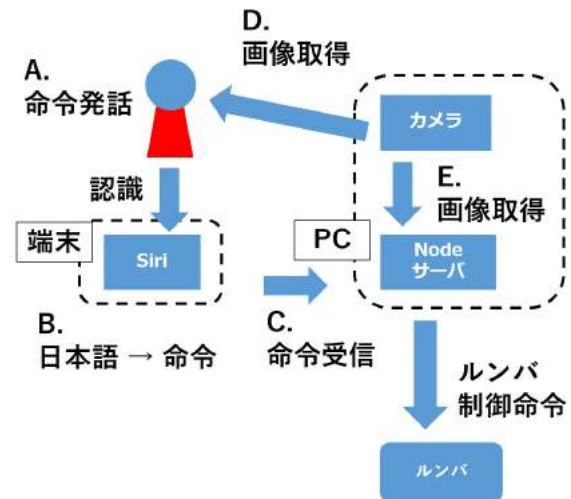 D.
画像取得
A.
命令発話
カメラ
認識
E.
画像取得
端末
Siri
PC
Node
サーバ
B.
日本語 → 命令
C.
命令受信
ルンバ
制御命令
ルンバ